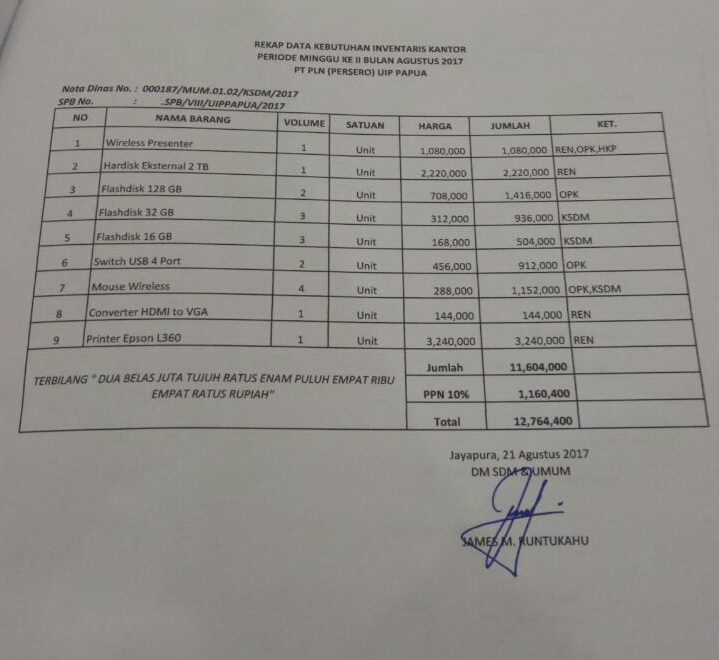 REKAP DATA KEBUTUHAN INVENTARIS KANTOR
PERIODE MINGGU KE II BULAN AGUSTUS 2017
PT PLN (PERSERO) UIP PAPUA
Nota Dinas No. : 000187/MUM.01.02/KSDM/2017
SPB No. : .SPB/VIII/UIPPAPUA/2017
NO NAMA BARANG VOLUME SATUAN HARGA JUMLAH KET.
1 Wireless Presenter 1 Unit 1,080,000 1,080,000 REN,OPK,HKP
2 Hardisk Eksternal 2 TB 1 Unit 2,220,000 2,220,000 REN
3 Flashdisk 128 GB 2 Unit 708,000 1,416,000 OPK
4 Flashdisk 32 GB 3 Unit 312,000 936,000 KSDM
5 Flashdisk 16 GB 3 Unit 168,000 504,000 KSDM
6 Switch USB 4 Port 2 Unit 456,000 912,000 OPK
7 Mouse Wireless 4 Unit 288,000 1,152,000 OPK,KSDM
8 Converter HDMI to VGA 1 Unit 144,000 144,000 REN
9 Printer Epson L360 1 Unit 3,240,000 3,240,000 REN
TERBILANG " DUA BELAS JUTA TUJUH RATUS ENAM PULUH EMPAT RIBU
EMPAT RATUS RUPIAH"
Jumlah 11,604,000
PPN 10% 1,160,400
Total 12,764,400
Jayapura, 21 Agustus 2017
DM SDM & UMUM
JAMES M. RUNTUKAHU